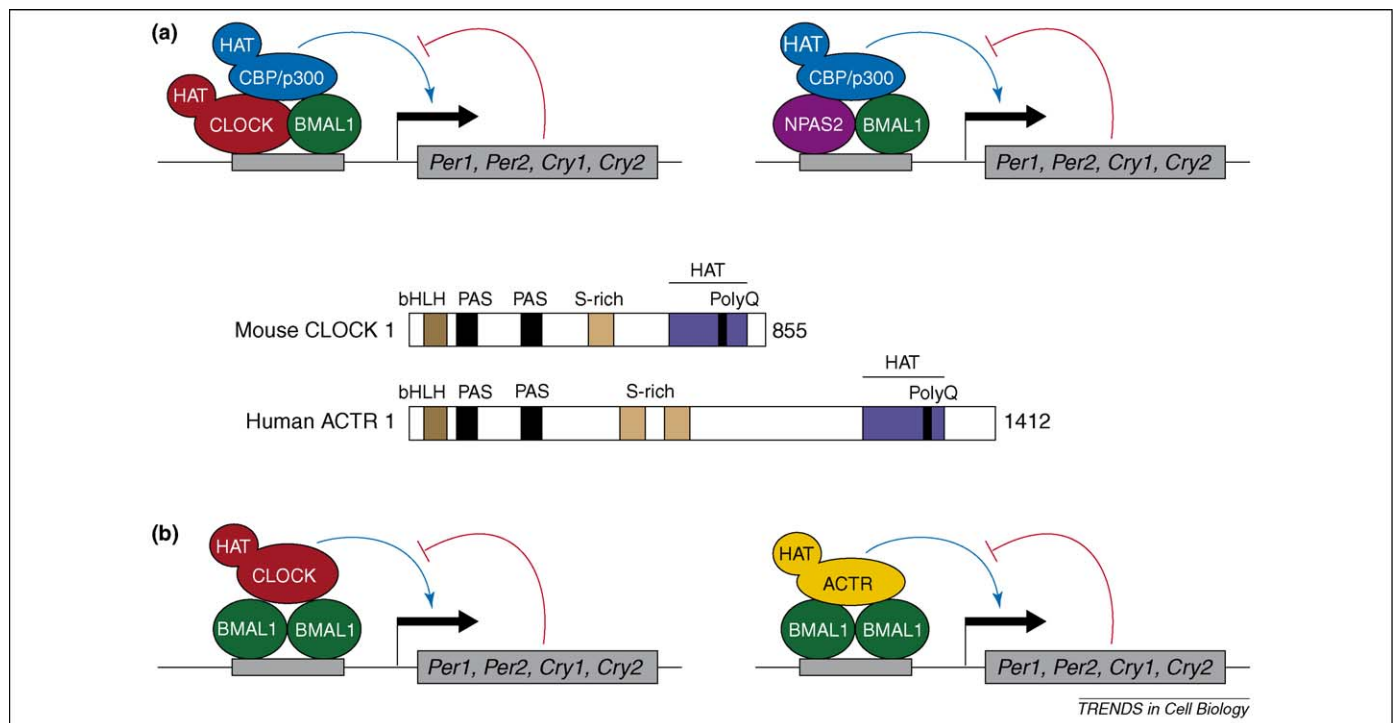 (a)
HAT
CBP/p300
HAT
CLOCK
BMAL1
Per1, Per2, Cry1, Cry2
HAT
CBP/p300
NPAS2
BMAL1
Per1, Per2, Cry1, Cry2
HAT
bHLH PAS PAS S-rich PolyQ
Mouse CLOCK 1 855
HAT
bHLH PAS PAS S-rich PolyQ
Human ACTR 1 1412
(b)
HAT
CLOCK
BMAL1 BMAL1
Per1, Per2, Cry1, Cry2
HAT
ACTR
BMAL1 BMAL1
Per1, Per2, Cry1, Cry2
TRENDS in Cell Biology